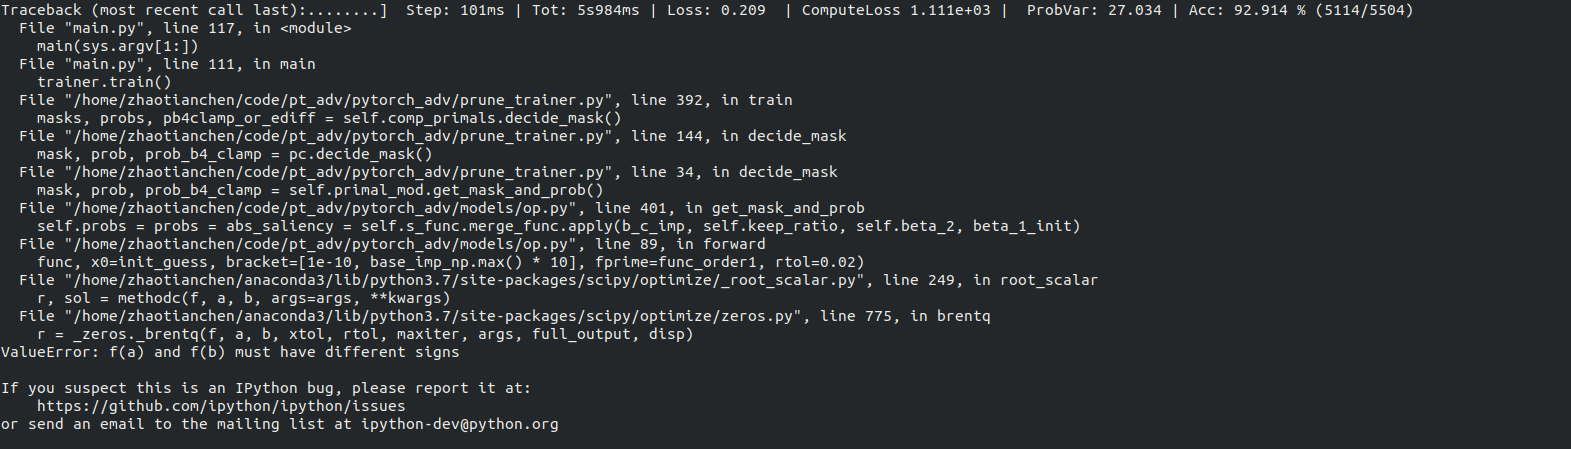 Traceback (most recent call last):........]  Step: 101ms | Tot: 5s984ms | Loss: 0.209  | ComputeLoss 1.111e+03 |  ProbVar: 27.034 | Acc: 92.914 % (5114/5504)
  File "main.py", line 117, in <module>
    main(sys.argv[1:])
  File "main.py", line 111, in main
    trainer.train()
  File "/home/zhaotianchen/code/pt_adv/pytorch_adv/prune_trainer.py", line 392, in train
    masks, probs, pb4clamp_or_ediff = self.comp_primals.decide_mask()
  File "/home/zhaotianchen/code/pt_adv/pytorch_adv/prune_trainer.py", line 144, in decide_mask
    mask, prob, prob_b4_clamp = pc.decide_mask()
  File "/home/zhaotianchen/code/pt_adv/pytorch_adv/prune_trainer.py", line 34, in decide_mask
    mask, prob, prob_b4_clamp = self.primal_mod.get_mask_and_prob()
  File "/home/zhaotianchen/code/pt_adv/pytorch_adv/models/op.py", line 401, in get_mask_and_prob
    self.probs = probs = abs_saliency = self.s_func.merge_func.apply(b_c_imp, self.keep_ratio, self.beta_2, beta_1_init)
  File "/home/zhaotianchen/code/pt_adv/pytorch_adv/models/op.py", line 89, in forward
    func, x0=init_guess, bracket=[1e-10, base_imp_np.max() * 10], fprime=func_order1, rtol=0.02)
  File "/home/zhaotianchen/anaconda3/lib/python3.7/site-packages/scipy/optimize/_root_scalar.py", line 249, in root_scalar
    r, sol = methodc(f, a, b, args=args, **kwargs)
  File "/home/zhaotianchen/anaconda3/lib/python3.7/site-packages/scipy/optimize/zeros.py", line 775, in brentq
    r = _zeros._brentq(f, a, b, xtol, rtol, maxiter, args, full_output, disp)
ValueError: f(a) and f(b) must have different signs

If you suspect this is an IPython bug, please report it at:
    https://github.com/ipython/ipython/issues
or send an email to the mailing list at ipython-dev@python.org